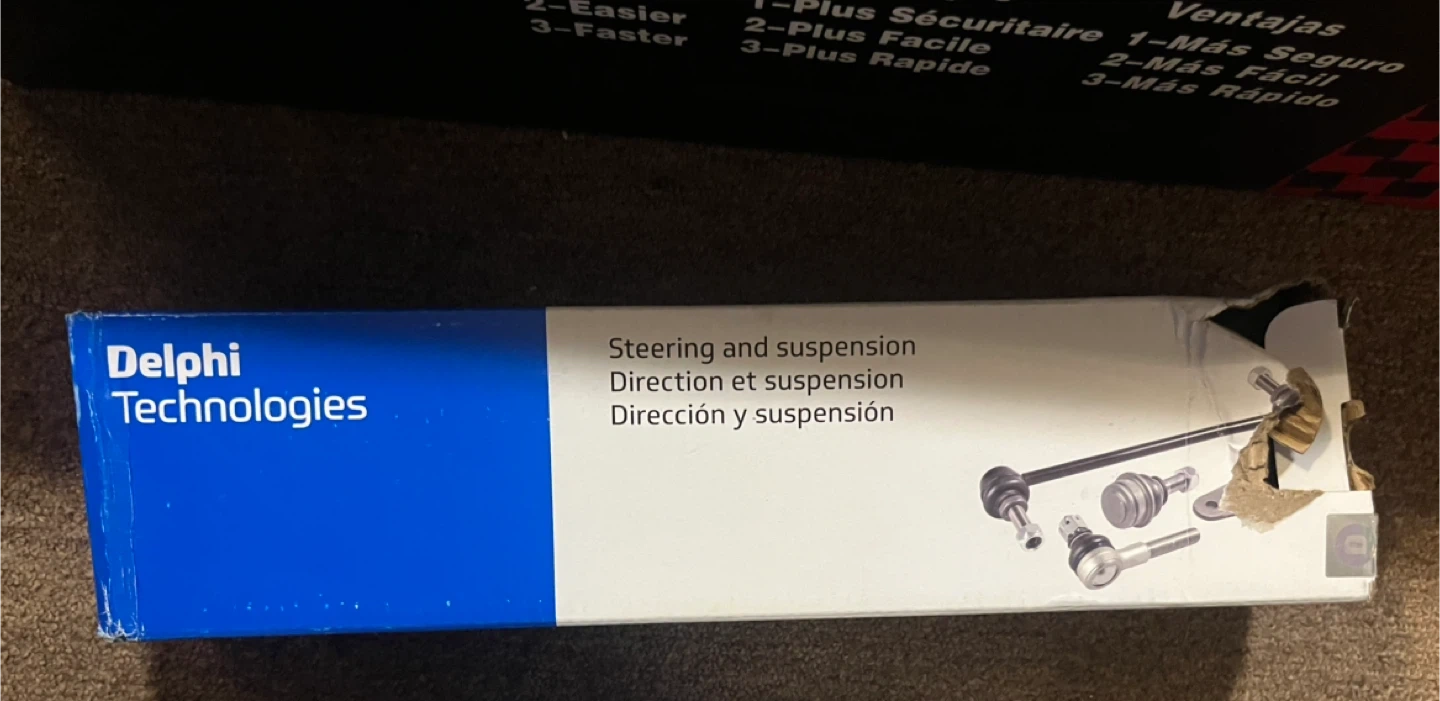 2-Easier
3-Faster
1-Plus Sécuritaire
2-Plus Facile
3-Plus Rapide
Ventajas
1-Más Seguro
2-Más Fácil
3-Más Rápido
Delphi
Technologies
Steering and suspension
Direction et suspension
Dirección y suspensión